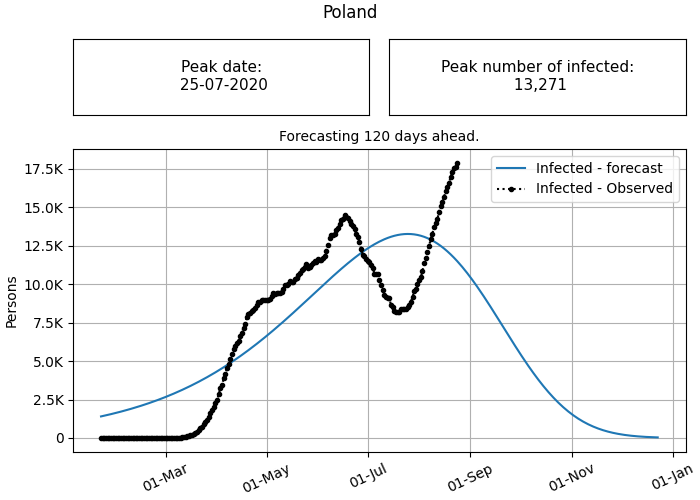 Poland
Peak date:
25-07-2020
Peak number of infected:
13,271
Forecasting 120 days ahead.
Infected - forecast
Infected - Observed
Persons
17.5K
15.0K
12.5K
10.0K
7.5K
5.0K
2.5K
0
01-Mar
01-May
01-Jul
01-Sep
01-Nov
01-Jan